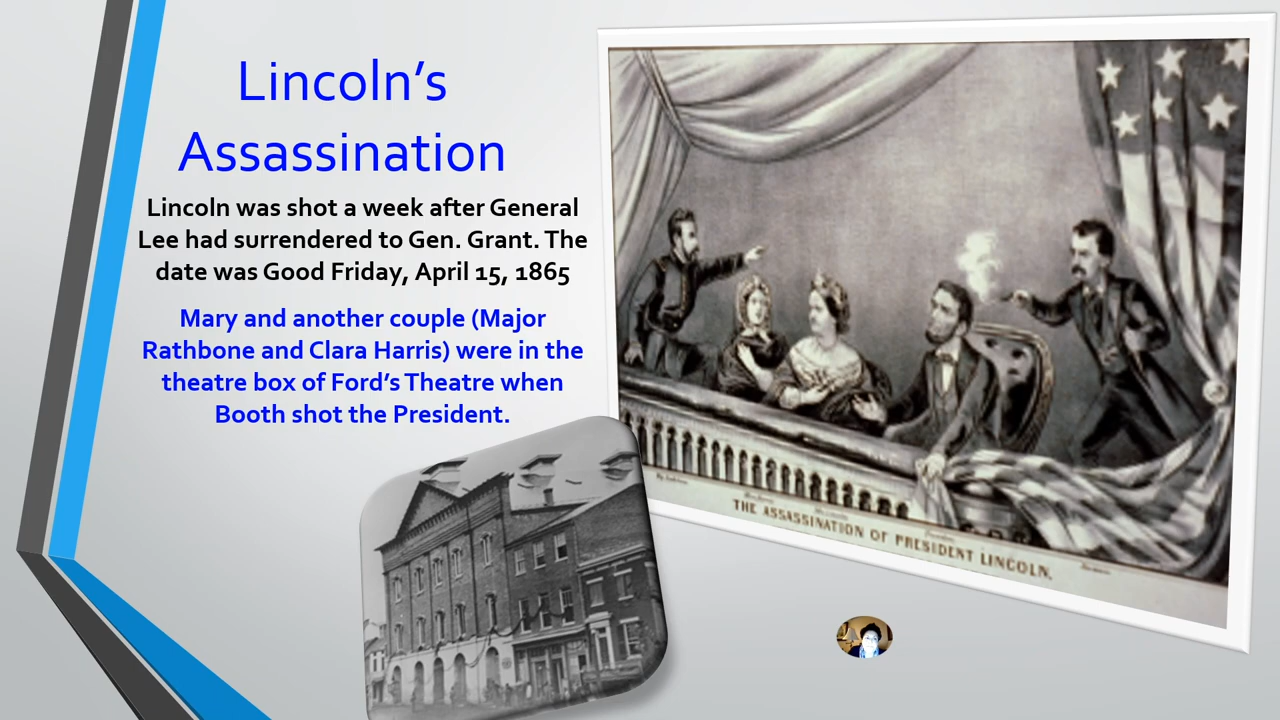 Lincoln’s
Assassination
Lincoln was shot a week after General
Lee had surrendered to Gen. Grant. The
date was Good Friday, April 15, 1865
Mary and another couple (Major
Rathbone and Clara Harris) were in the
theatre box of Ford’s Theatre when
Booth shot the President.
THE ASSASSINATION OF PRESIDENT LINCOLN.